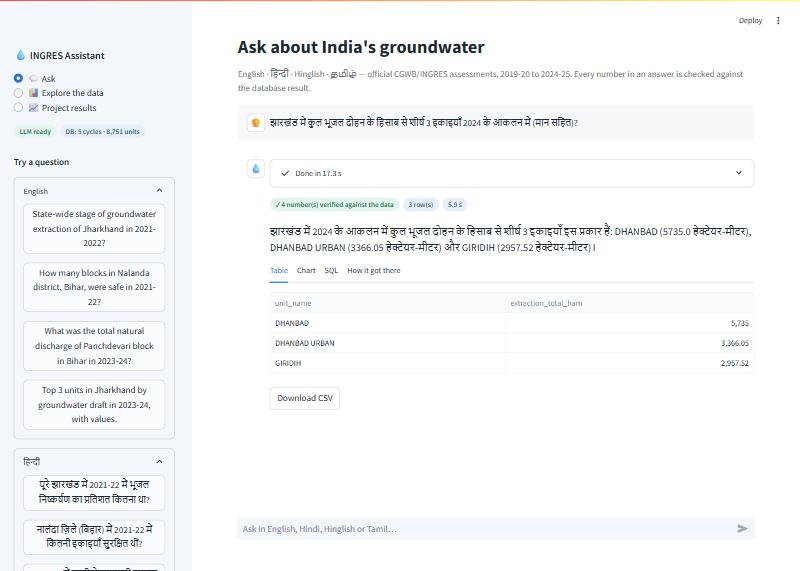 Deploy
INGRES Assistant
Ask
Explore the data
Project results
LLM ready
DB: 5 cycles · 8,751 units
Try a question
English
State-wide stage of groundwater
extraction of Jharkhand in 2021-
2022?
How many blocks in Nalanda
district, Bihar, were safe in 2021-
22?
What was the total natural
discharge of Panchdevari block
in Bihar in 2023-24?
Top 3 units in Jharkhand by
groundwater draft in 2023-24,
with values.
हिन्दी
पूरे झारखंड में 2021-22 में भूजल
निष्कर्षण का प्रतिशत कितना था?
नालंदा ज़िले (बिहार) में 2021-22 में
कितनी इकाइयाँ सुरक्षित थीं?
Ask about India's groundwater
English · हिन्दी · Hinglish · தமிழ் — official CGWB/INGRES assessments, 2019-20 to 2024-25. Every number in an answer is checked against
the database result.
झारखंड में कुल भूजल दोहन के हिसाब से शीर्ष 3 इकाइयाँ 2024 के आकलन में (मान सहित)?
Done in 17.3 s
✓ 4 number(s) verified against the data
3 row(s)
5.9 s
झारखंड में 2024 के आकलन में कुल भूजल दोहन के हिसाब से शीर्ष 3 इकाइयाँ इस प्रकार हैं: DHANBAD (5735.0 हेक्टेयर-मीटर),
DHANBAD URBAN (3366.05 हेक्टेयर-मीटर) और GIRIDIH (2957.52 हेक्टेयर-मीटर)।
Table Chart SQL How it got there
unit_name extraction_total_ham
DHANBAD 5,735
DHANBAD URBAN 3,366.05
GIRIDIH 2,957.52
Download CSV
Ask in English, Hindi, Hinglish or Tamil…